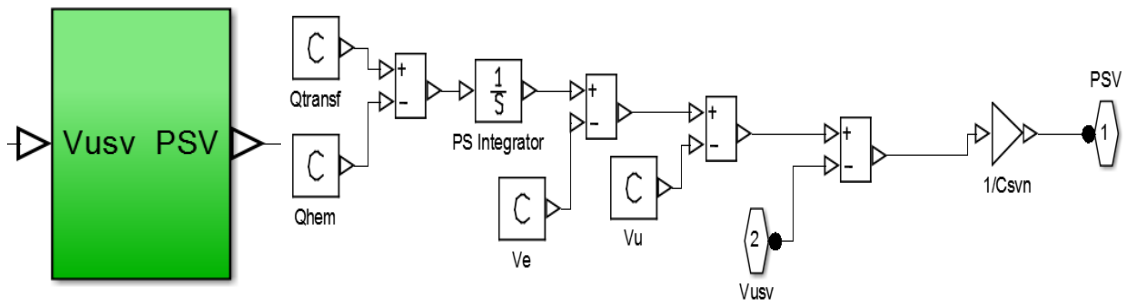 Vusv PSV
C
Qtransf
C
Qhem
+
−
1
S
PS Integrator
+
−
C
Ve
+
−
C
Vu
+
−
2
Vusv
1/Csvn
PSV
1